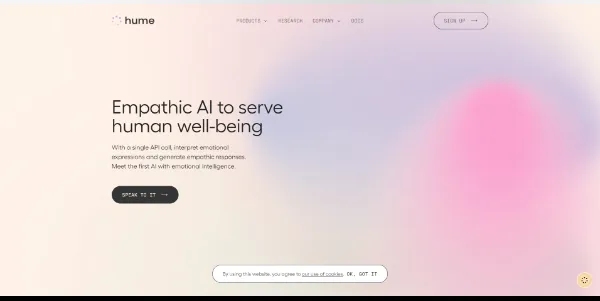 hume
PRODUCTS RESEARCH COMPANY DOCS
SIGN UP
Empathic AI to serve
human well-being
With a single API call, interpret emotional
expressions and generate empathic responses.
Meet the first AI with emotional intelligence.
SPEAK TO IT
By using this website, you agree to our use of cookies. OK, GOT IT